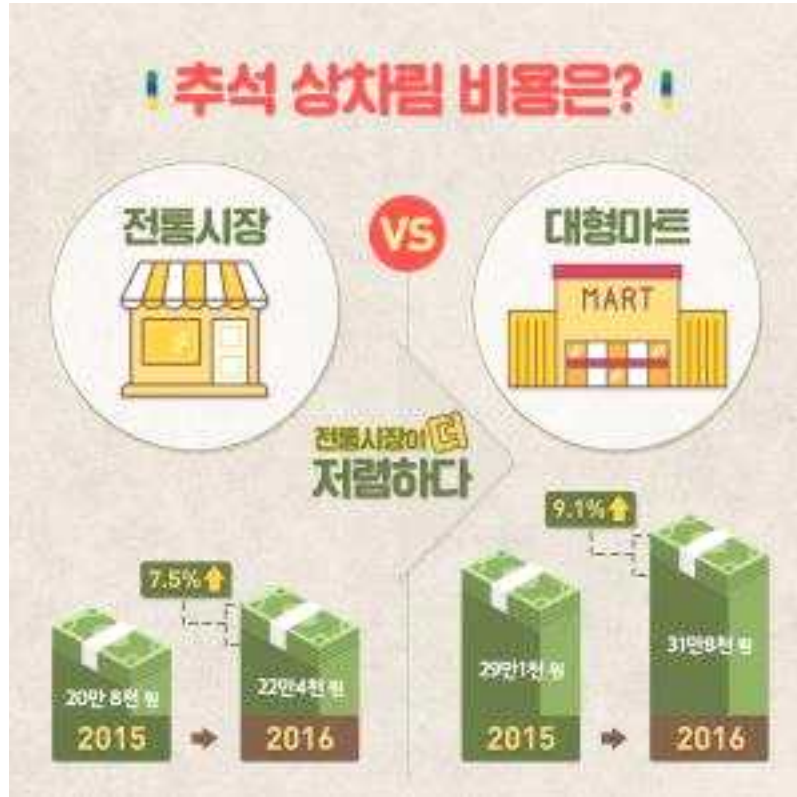 추석 상차림 비용은?
전통시장
VS
대형마트
MART
전통시장이 더
저렴하다
7.5%
9.1%
20만 8천 원
22만4천 원
29만1천 원
31만8천 원
2015
2016
2015
2016